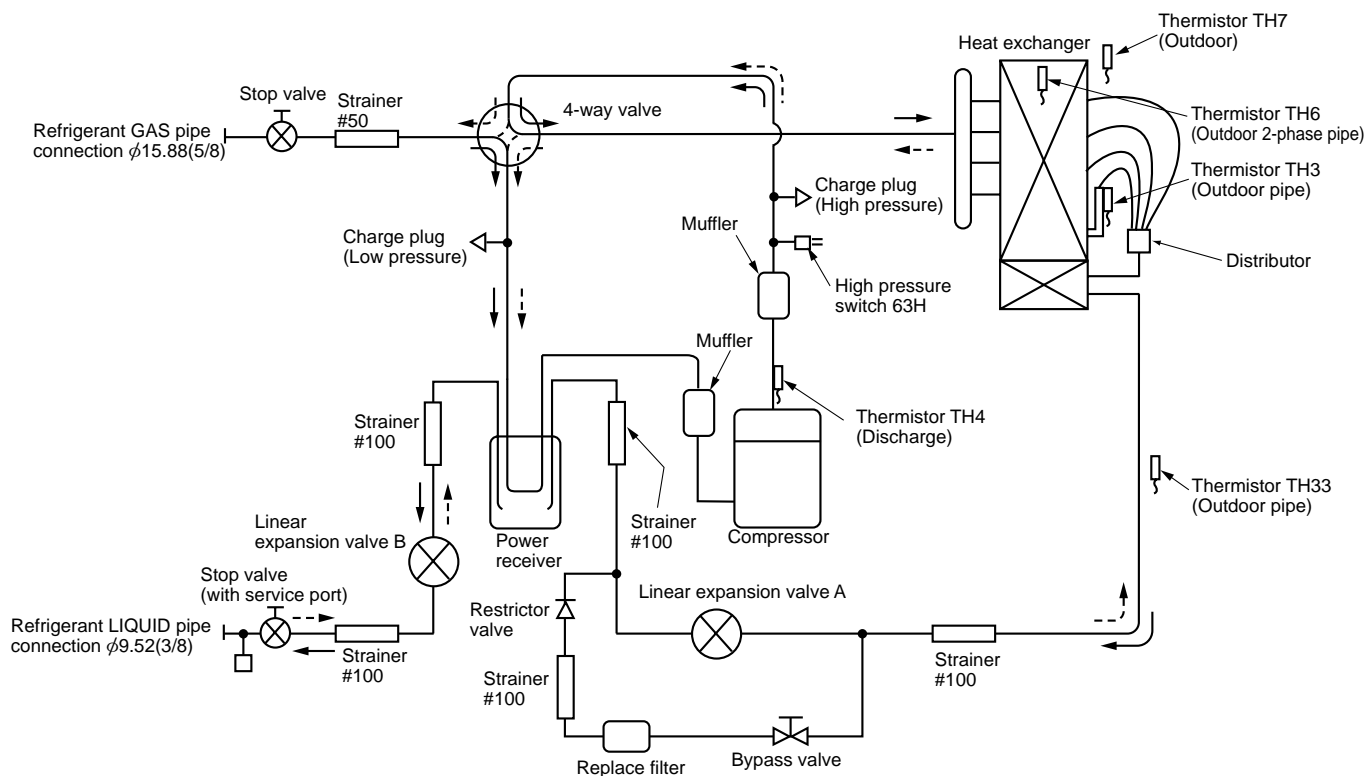 Thermistor TH7
(Outdoor)
Heat exchanger
Stop valve
Strainer
#50
4-way valve
Thermistor TH6
(Outdoor 2-phase pipe)
Refrigerant GAS pipe
connection ϕ15.88(5/8)
Thermistor TH3
(Outdoor pipe)
Charge plug
(High pressure)
Charge plug
(Low pressure)
Muffler
Distributor
High pressure
switch 63H
Muffler
Strainer
#100
Thermistor TH4
(Discharge)
Thermistor TH33
(Outdoor pipe)
Linear
expansion valve B
Power
receiver
Strainer
#100
Compressor
Stop valve
(with service port)
Linear expansion valve A
Restrictor
valve
Refrigerant LIQUID pipe
connection ϕ9.52(3/8)
Strainer
#100
Strainer
#100
Strainer
#100
Replace filter
Bypass valve